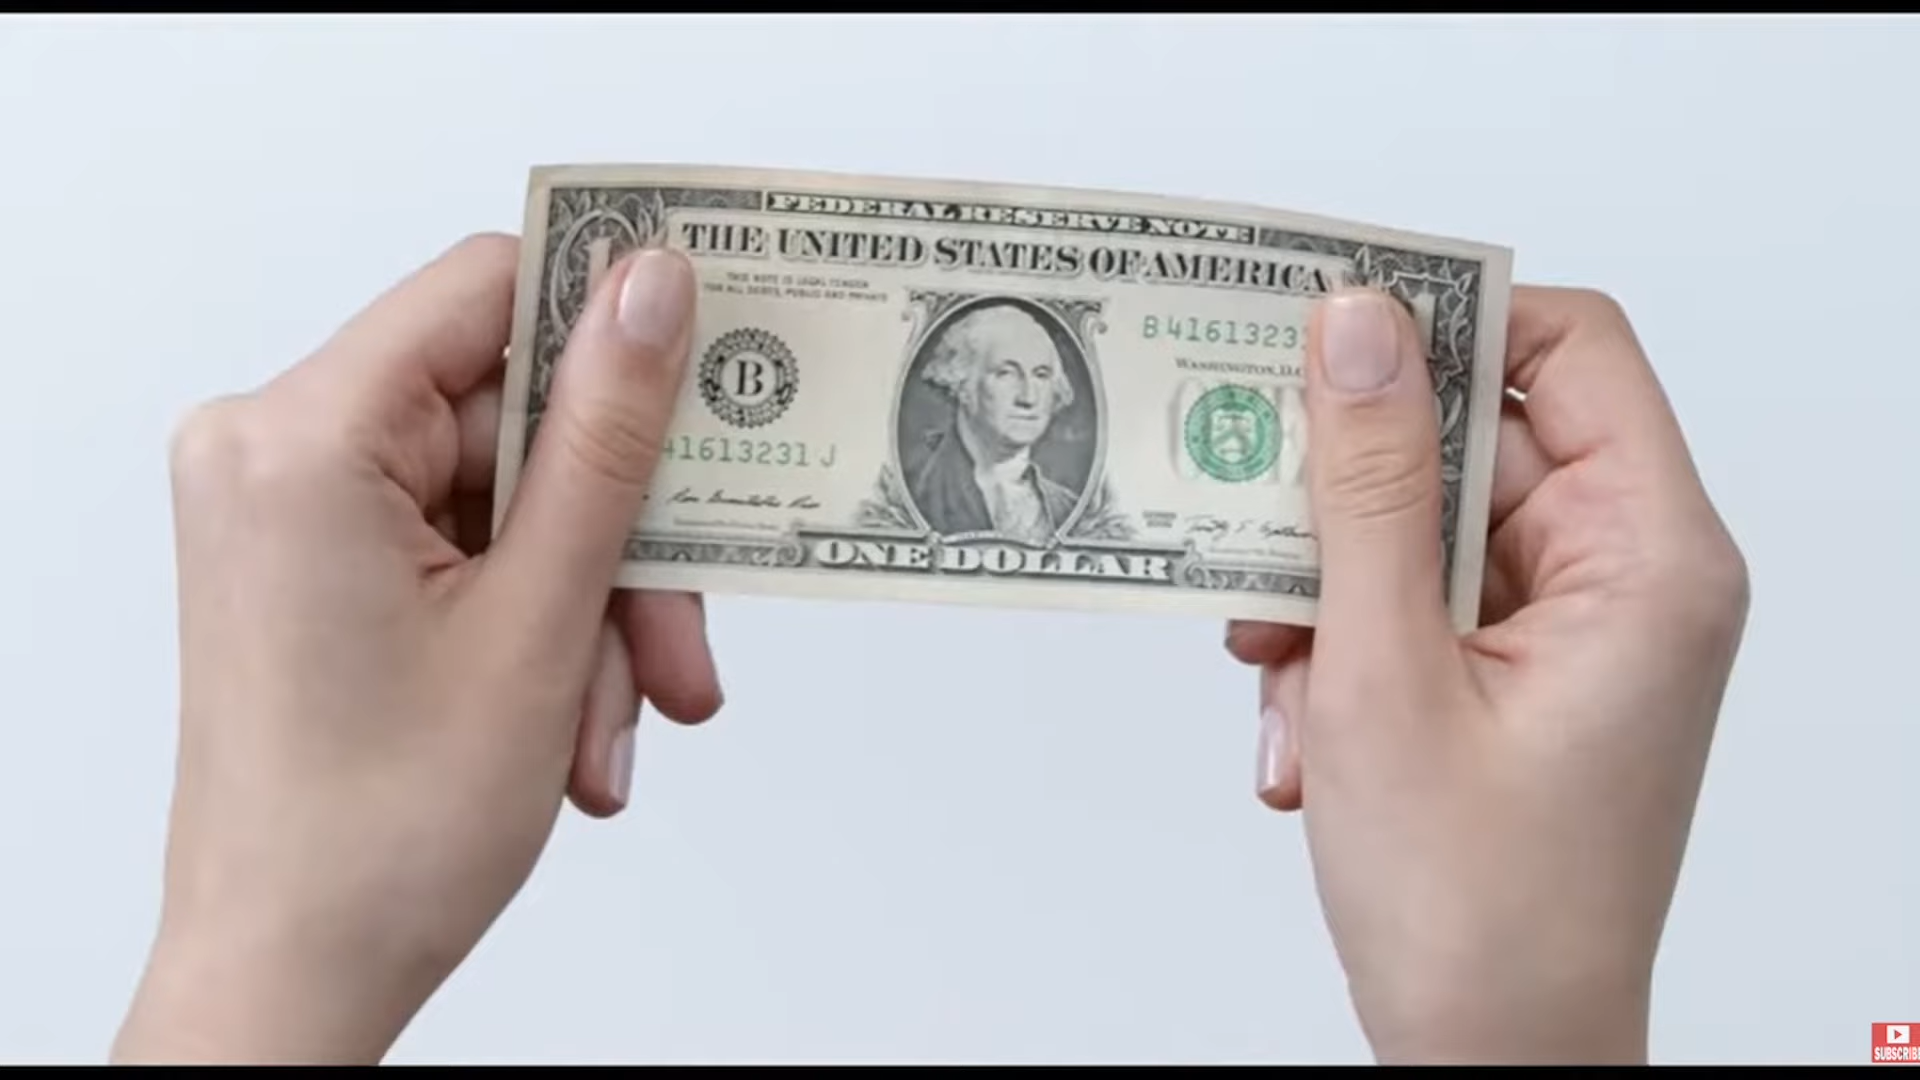 FEDERAL RESERVE NOTE
THE UNITED STATES OF AMERICA
THIS NOTE IS LEGAL TENDER
FOR ALL DEBTS, PUBLIC AND PRIVATE
B 4161323
WASHINGTON, D.C
B
41613231 J
ONE DOLLAR
SUBSCRIBE